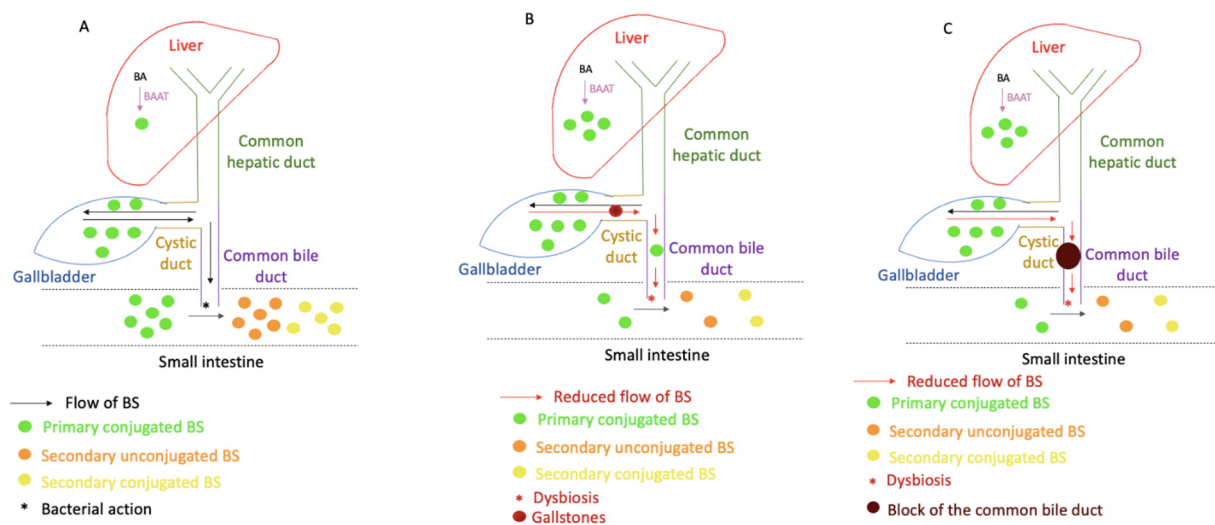 A
Liver
BA
BAAT
Common
hepatic duct
Cystic
duct
Gallbladder
Common bile
duct
*
Small intestine
Flow of BS
Primary conjugated BS
Secondary unconjugated BS
Secondary conjugated BS
* Bacterial action
B
Liver
BA
BAAT
Common
hepatic duct
Cystic
duct
Gallbladder
Common bile
duct
*
Small intestine
Reduced flow of BS
Primary conjugated BS
Secondary unconjugated BS
Secondary conjugated BS
* Dysbiosis
Gallstones
C
Liver
BA
BAAT
Common
hepatic duct
Cystic
duct
Gallbladder
Common bile
duct
*
Small intestine
Reduced flow of BS
Primary conjugated BS
Secondary unconjugated BS
Secondary conjugated BS
* Dysbiosis
Block of the common bile duct